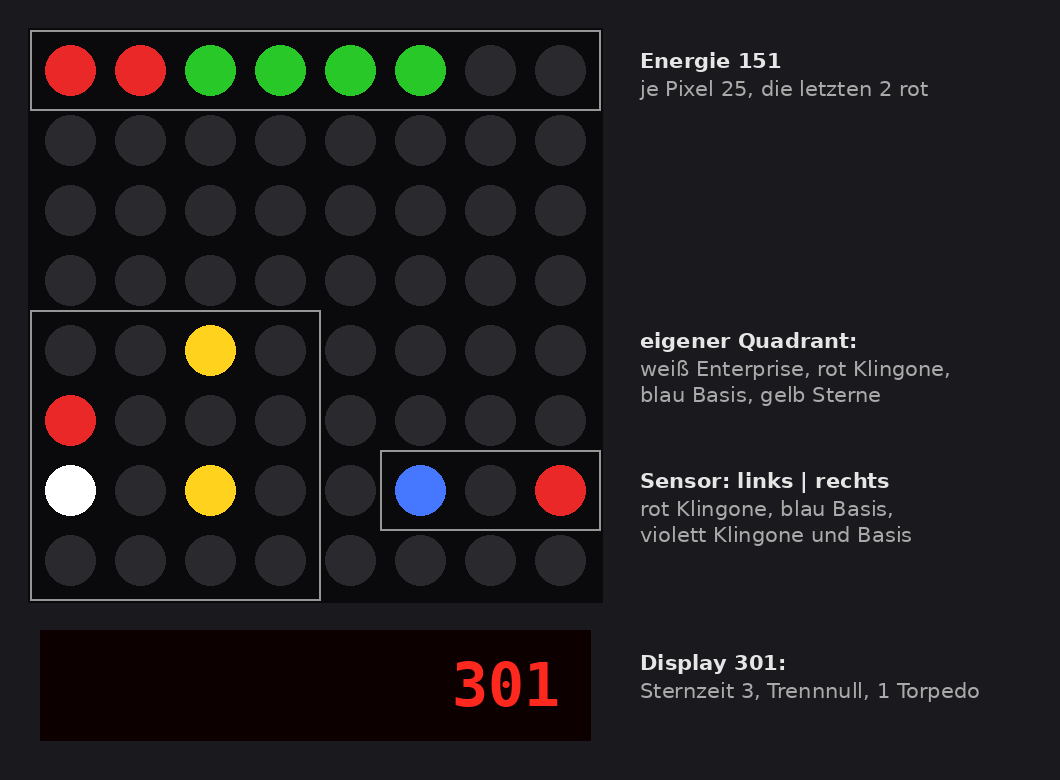 Energie 151
je Pixel 25, die letzten 2 rot
eigener Quadrant:
weiß Enterprise, rot Klingone,
blau Basis, gelb Sterne
Sensor: links | rechts
rot Klingone, blau Basis,
violett Klingone und Basis
301
Display 301:
Sternzeit 3, Trennnull, 1 Torpedo